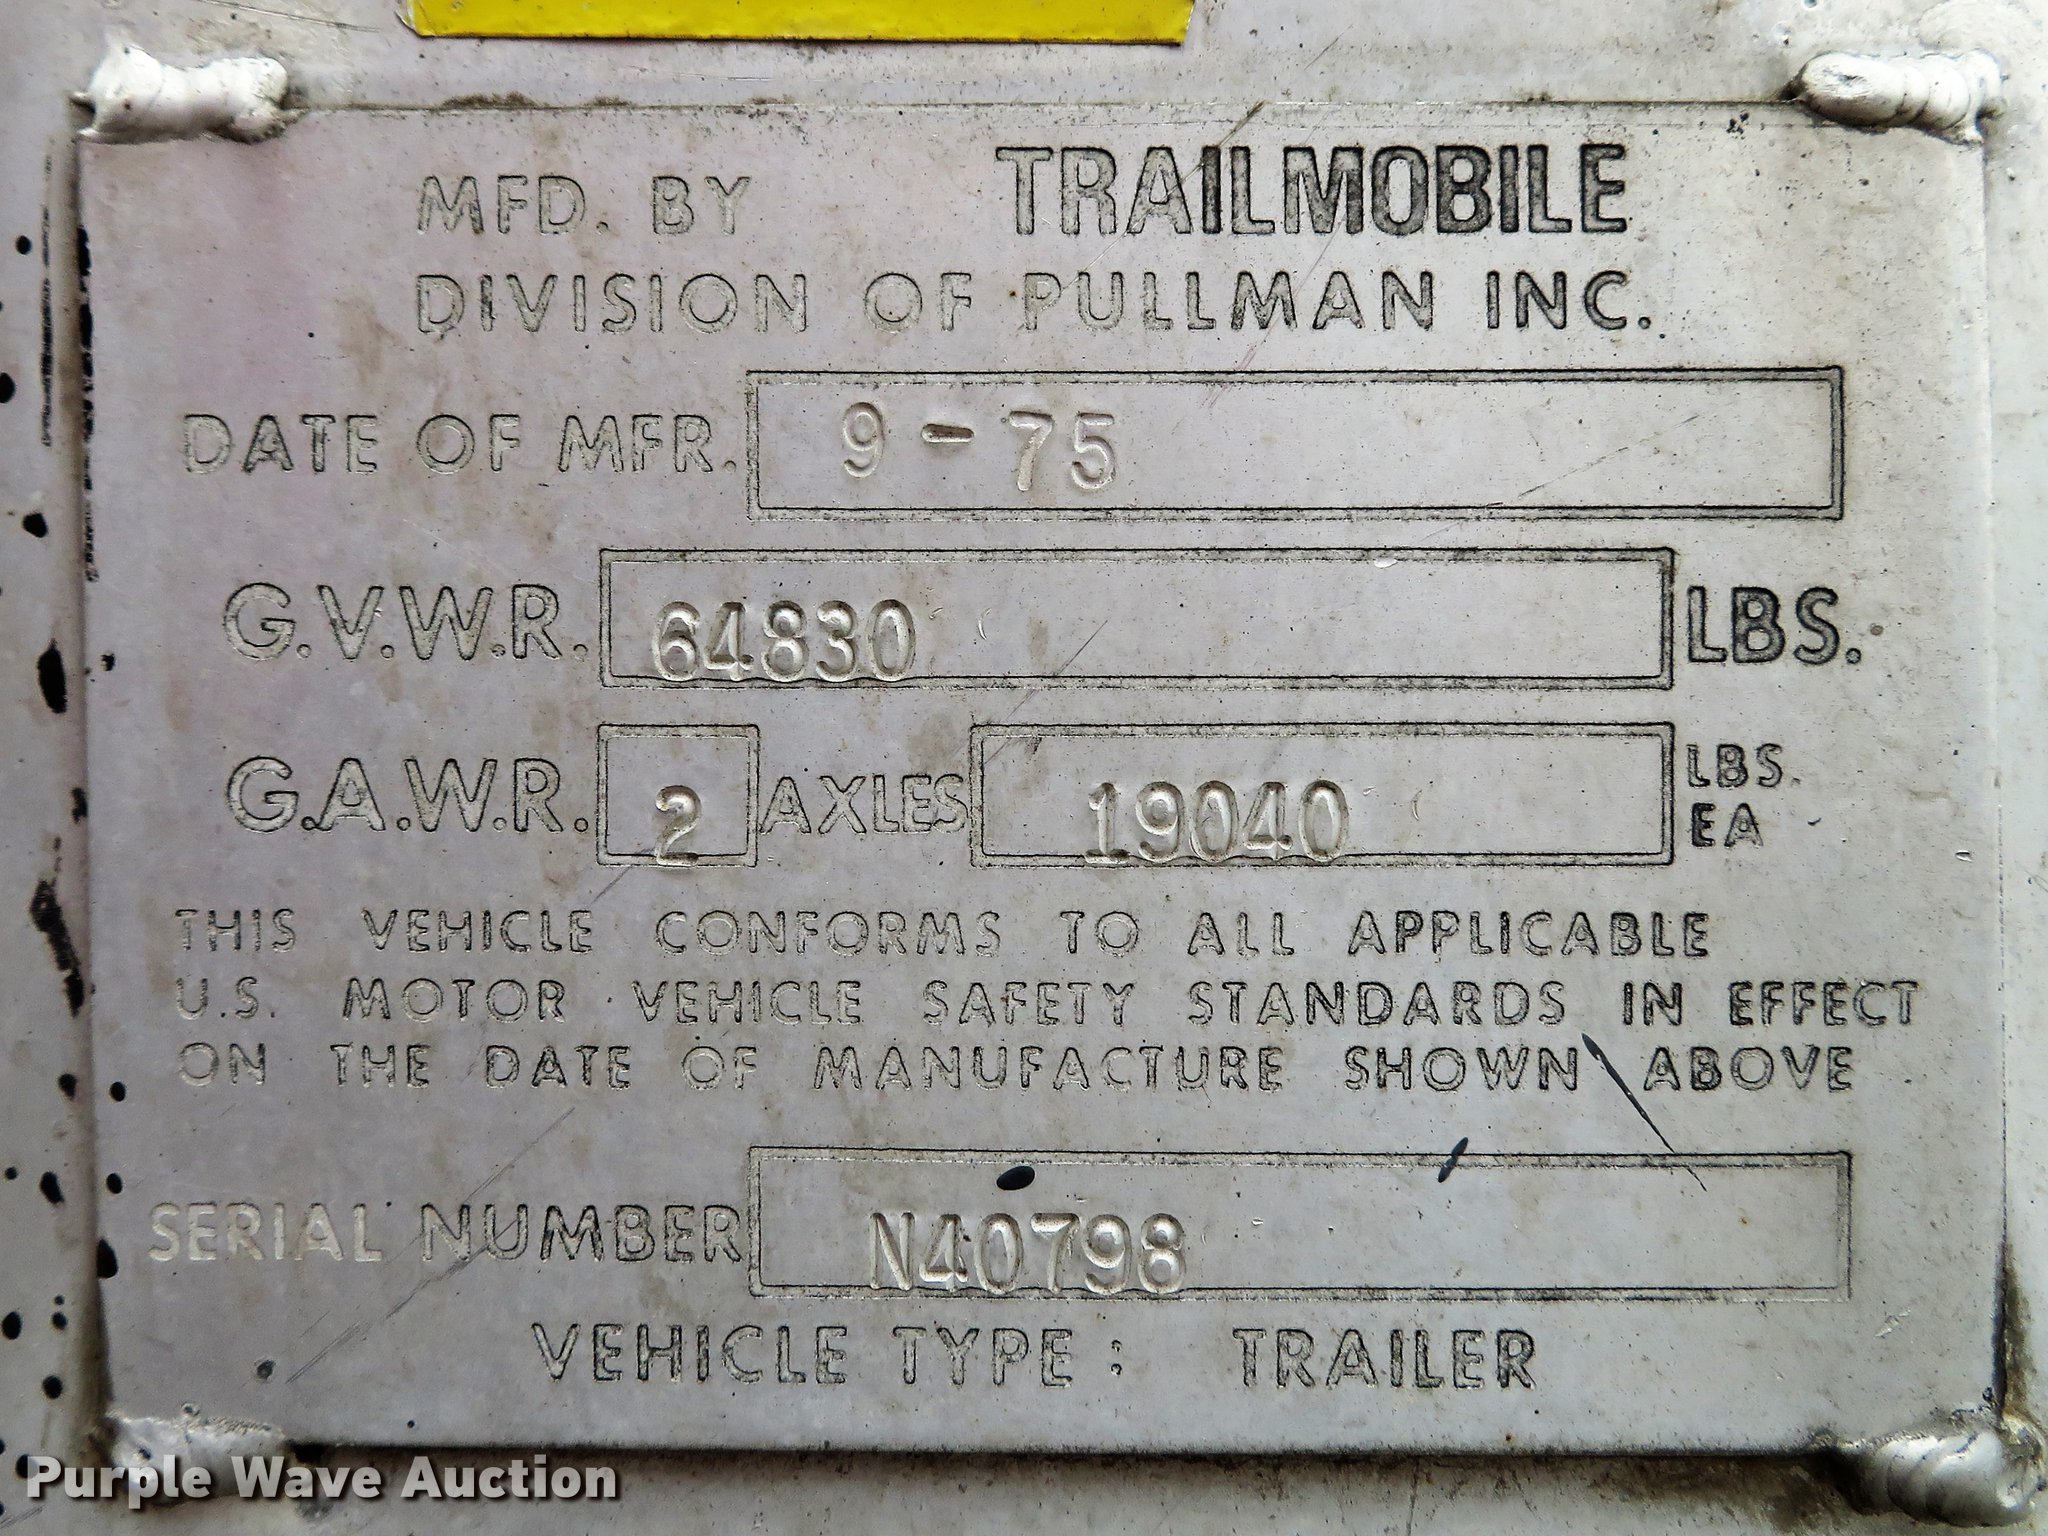 MFD. BY TRAILMOBILE
DIVISION OF PULLMAN INC.
DATE OF MFR. 9-75
G.V.W.R. 64830 LBS.
G.A.W.R. 2 AXLES 19040 LBS. EA
THIS VEHICLE CONFORMS TO ALL APPLICABLE
U.S. MOTOR VEHICLE SAFETY STANDARDS IN EFFECT
ON THE DATE OF MANUFACTURE SHOWN ABOVE
SERIAL NUMBER N40798
VEHICLE TYPE: TRAILER
Purple Wave Auction